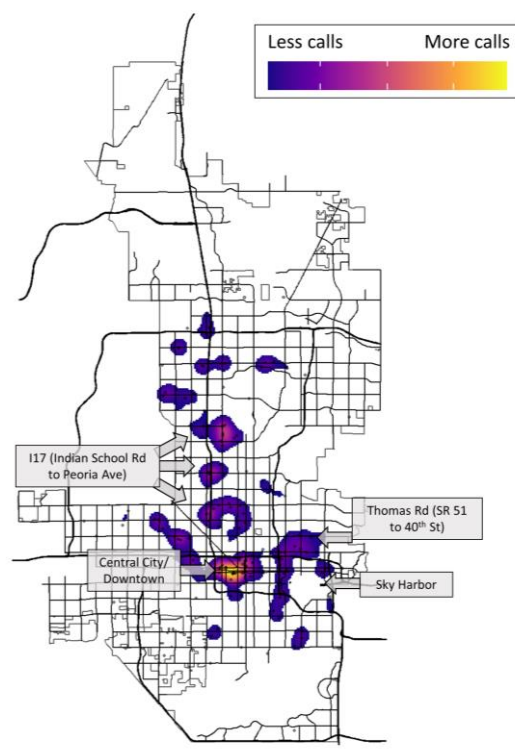 Less calls More calls
I17 (Indian School Rd
to Peoria Ave)
Thomas Rd (SR 51
to 40th St)
Central City/
Downtown
Sky Harbor